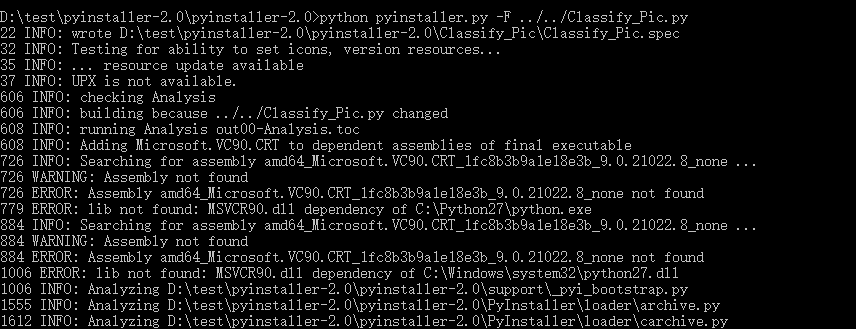 D:\test\pyinstaller-2.0\pyinstaller-2.0>python pyinstaller.py -F ../../Classify_Pic.py
22 INFO: wrote D:\test\pyinstaller-2.0\pyinstaller-2.0\Classify_Pic\Classify_Pic.spec
32 INFO: Testing for ability to set icons, version resources...
35 INFO: ... resource update available
37 INFO: UPX is not available.
606 INFO: checking Analysis
606 INFO: building because ../../Classify_Pic.py changed
608 INFO: running Analysis out00-Analysis.toc
608 INFO: Adding Microsoft.VC90.CRT to dependent assemblies of final executable
726 INFO: Searching for assembly amd64_Microsoft.VC90.CRT_1fc8b3b9a1e18e3b_9.0.21022.8_none ...
726 WARNING: Assembly not found
726 ERROR: Assembly amd64_Microsoft.VC90.CRT_1fc8b3b9a1e18e3b_9.0.21022.8_none not found
779 ERROR: lib not found: MSVCR90.dll dependency of C:\Python27\python.exe
884 INFO: Searching for assembly amd64_Microsoft.VC90.CRT_1fc8b3b9a1e18e3b_9.0.21022.8_none ...
884 WARNING: Assembly not found
884 ERROR: Assembly amd64_Microsoft.VC90.CRT_1fc8b3b9a1e18e3b_9.0.21022.8_none not found
1006 ERROR: lib not found: MSVCR90.dll dependency of C:\Windows\system32\python27.dll
1006 INFO: Analyzing D:\test\pyinstaller-2.0\pyinstaller-2.0\support\_pyi_bootstrap.py
1555 INFO: Analyzing D:\test\pyinstaller-2.0\pyinstaller-2.0\PyInstaller\loader\archive.py
1612 INFO: Analyzing D:\test\pyinstaller-2.0\pyinstaller-2.0\PyInstaller\loader\carchive.py